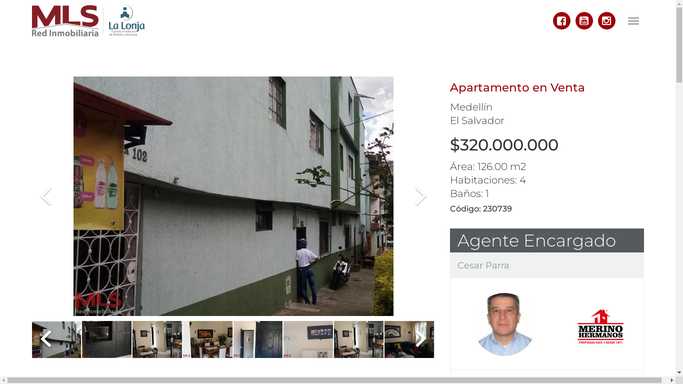 MLS
Red Inmobiliaria
La Lonja
Apartamento en Venta
Medellín
El Salvador
$320.000.000
Área: 126.00 m2
Habitaciones: 4
Baños: 1
Código: 230739
Agente Encargado
Cesar Parra
102
MLS
MERINO
HERMANOS